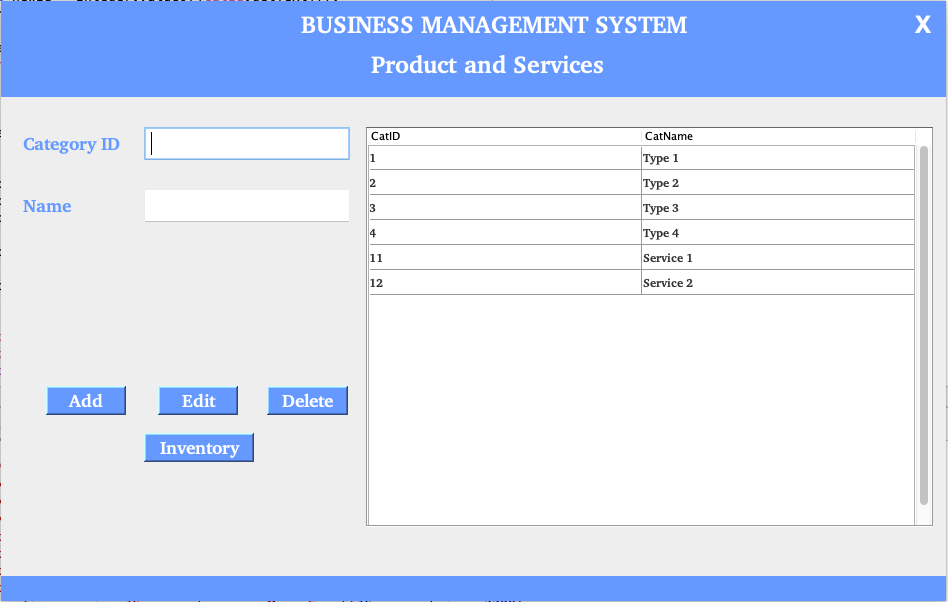 BUSINESS MANAGEMENT SYSTEM
X
Product and Services
Category ID
Name
CatID CatName
1 Type 1
2 Type 2
3 Type 3
4 Type 4
11 Service 1
12 Service 2
Add Edit Delete
Inventory